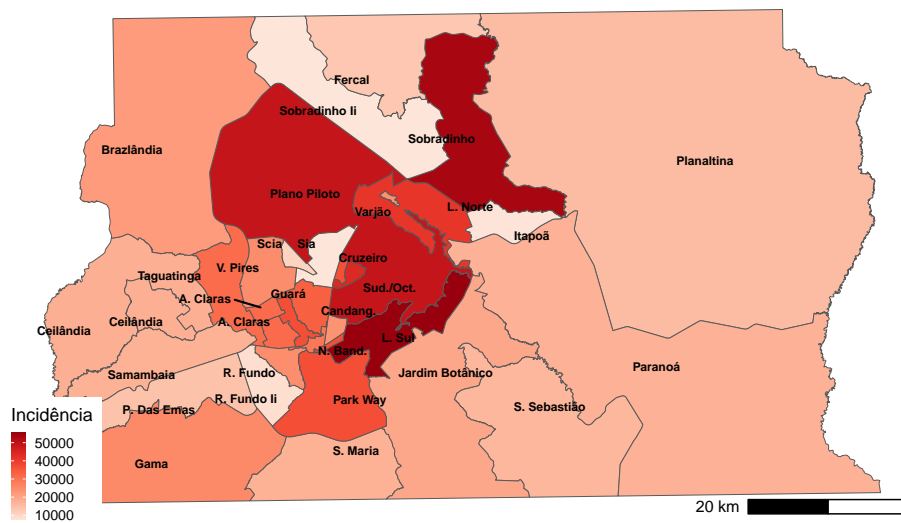 Fercal
Sobradinho Ii
Sobradinho
Brazlândia
Planaltina
Plano Piloto
Varjão
L. Norte
Itapoã
Scia
Sia
Cruzeiro
V. Pires
Taguatinga
Guará
Sud./Oct.
A. Claras
Candang.
Ceilândia
Ceilândia
A. Claras
L. Sul
N. Band.
Samambaia
R. Fundo
Jardim Botânico
Paranoá
P. Das Emas
R. Fundo Ii
Park Way
S. Sebastião
Gama
S. Maria
Incidência
50000
40000
30000
20000
10000
20 km